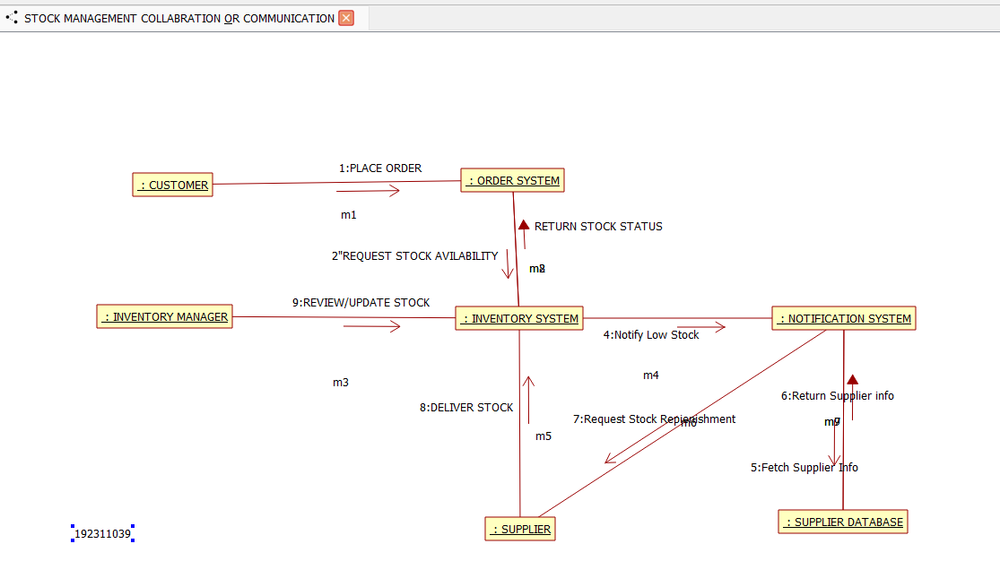 STOCK MANAGEMENT COLLABRATION OR COMMUNICATION
1:PLACE ORDER
: CUSTOMER
: ORDER SYSTEM
m1
RETURN STOCK STATUS
2"REQUEST STOCK AVILABILITY
9:REVIEW/UPDATE STOCK
: INVENTORY MANAGER
: INVENTORY SYSTEM
: NOTIFICATION SYSTEM
4:Notify Low Stock
m3
m4
6:Return Supplier info
8:DELIVER STOCK
7:Request Stock Replenishment
m6
m5
5:Fetch Supplier Info
: SUPPLIER
: SUPPLIER DATABASE
192311039